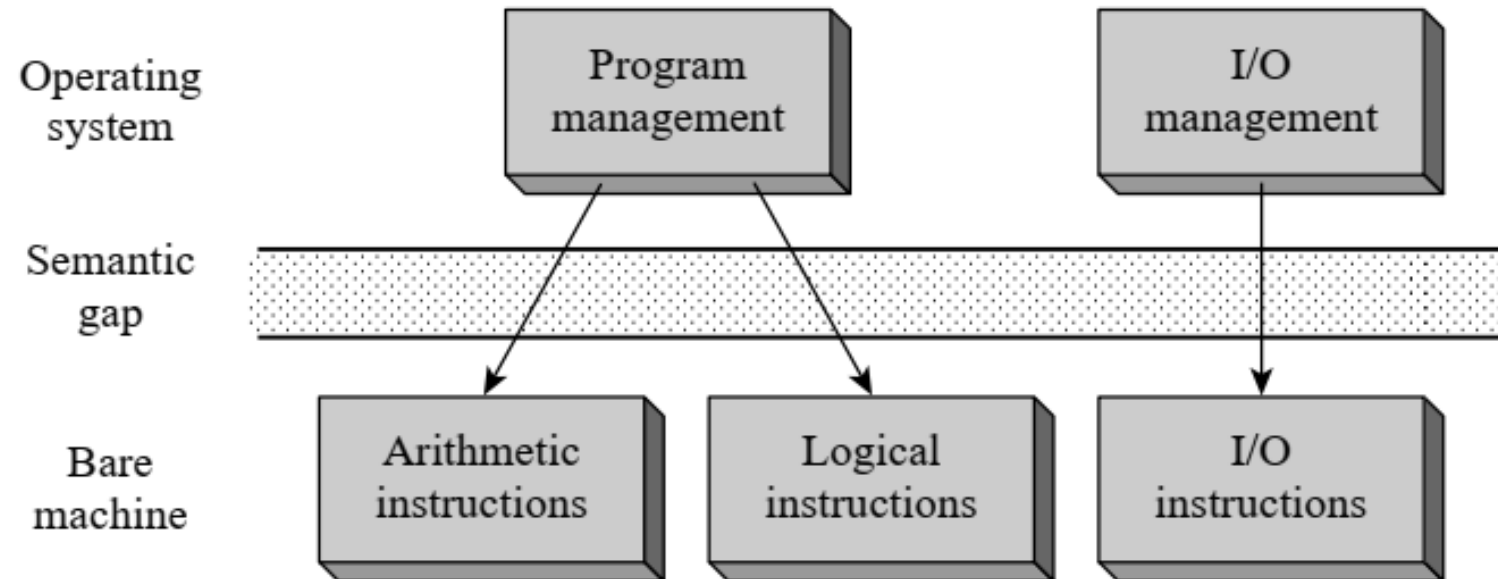 Operating
system
Program
management
I/O
management
Semantic
gap
Bare
machine
Arithmetic
instructions
Logical
instructions
I/O
instructions